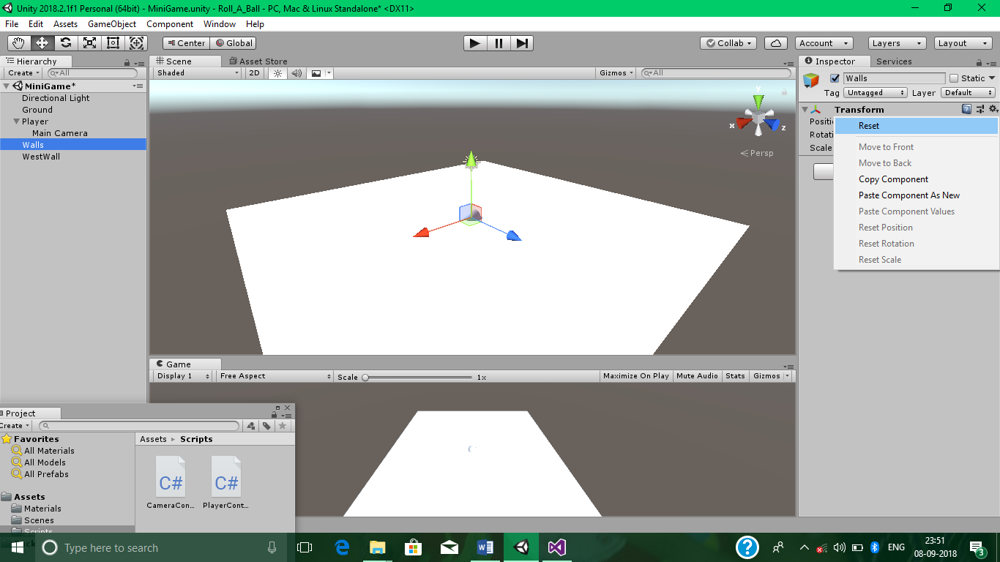 Unity 2018.2.1f1 Personal (64bit) - MiniGame.unity - Roll_A_Ball - PC, Mac & Linux Standalone* <DX11>
File Edit Assets GameObject Component Window Help
Center Global Collab Account Layers Layout
Hierarchy
Create All
MiniGame*
Directional Light
Ground
Player
Main Camera
Walls
WestWall
Scene Asset Store
Shaded 2D Gizmos All
y
x z
Persp
Game
Display 1 Free Aspect Scale 1x Maximize On Play Mute Audio Stats Gizmos
Inspector Services
Walls Static
Tag Untagged Layer Default
Transform
Positi
Rotati
Scale
Reset
Move to Front
Move to Back
Copy Component
Paste Component As New
Paste Component Values
Reset Position
Reset Rotation
Reset Scale
Project
Create
Favorites
All Materials
All Models
All Prefabs
Assets
Materials
Scenes
Scripts
Assets Scripts
C# C#
CameraCon... PlayerCont...
Type here to search
ENG
23:51
08-09-2018
3